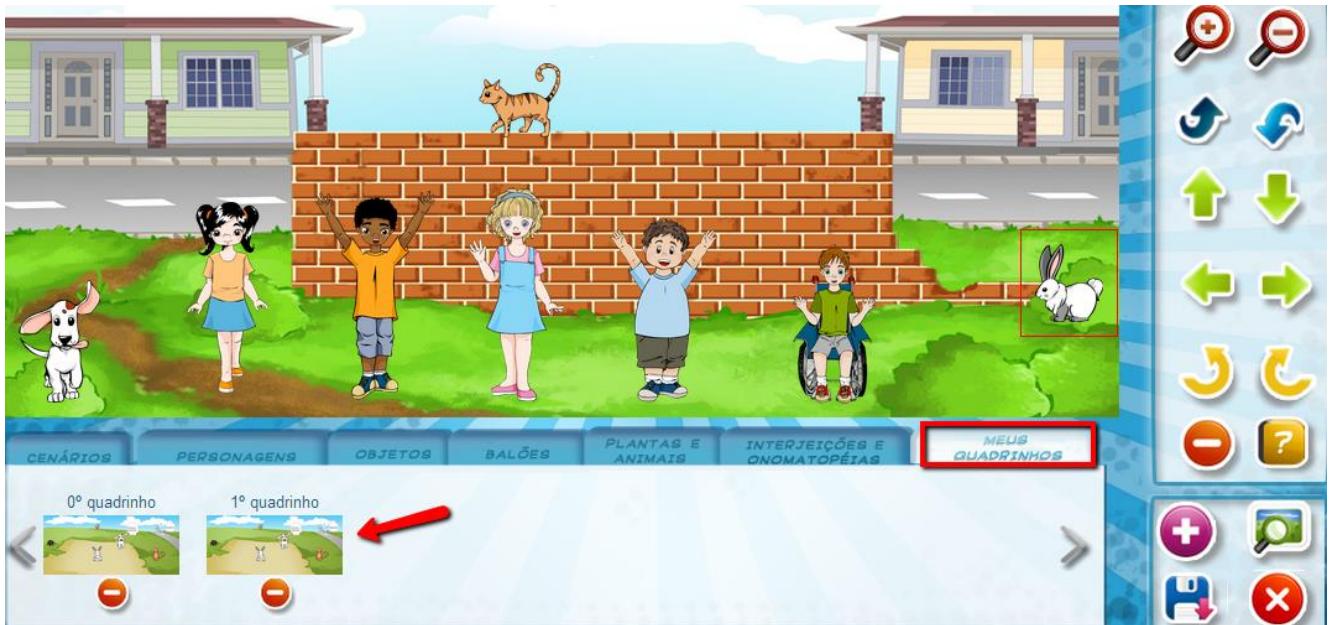 CENÁRIOS
PERSONAGENS
OBJETOS
BALÕES
PLANTAS E
ANIMAIS
INTERJEIÇÕES E
ONOMATOPÉIAS
MEUS
QUADRINHOS
0º quadrinho
1º quadrinho
?